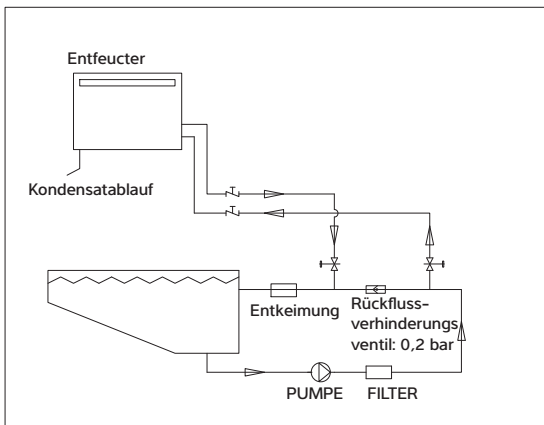 Entfeucter
Kondensatablauf
Entkeimung
Rückfluss-
verhinderungs
ventil: 0,2 bar
PUMPE
FILTER